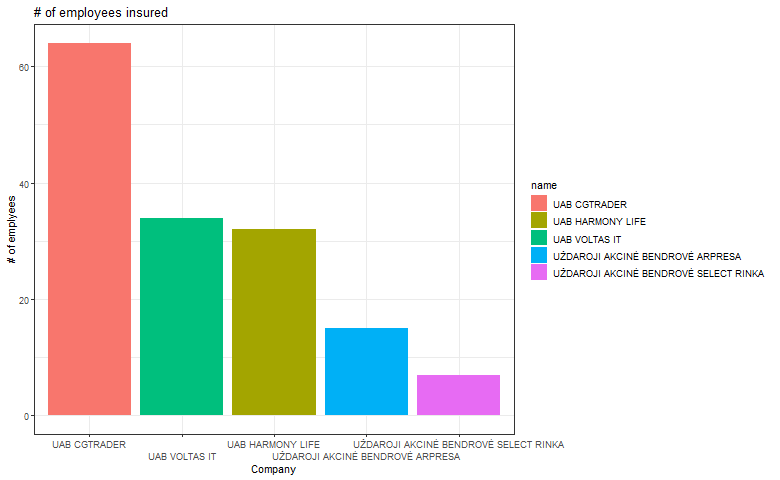 # of employees insured
# of emplyees
60
40
20
0
UAB CGTRADER
UAB VOLTAS IT
UAB HARMONY LIFE
UŽDAROJI AKCINĖ BENDROVĖ ARPRESA
UŽDAROJI AKCINĖ BENDROVĖ SELECT RINKA
Company
name
UAB CGTRADER
UAB HARMONY LIFE
UAB VOLTAS IT
UŽDAROJI AKCINĖ BENDROVĖ ARPRESA
UŽDAROJI AKCINĖ BENDROVĖ SELECT RINKA